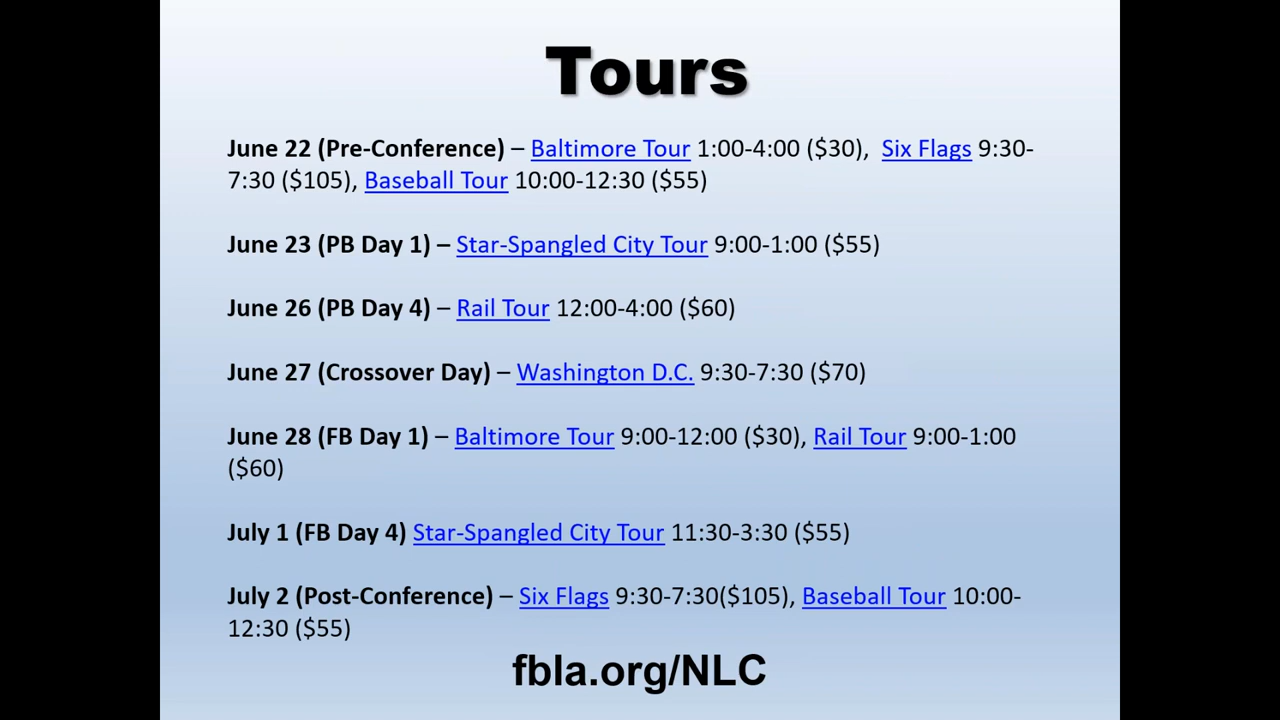 Tours
June 22 (Pre-Conference) – Baltimore Tour 1:00-4:00 ($30),  Six Flags 9:30-
7:30 ($105), Baseball Tour 10:00-12:30 ($55)
June 23 (PB Day 1) – Star-Spangled City Tour 9:00-1:00 ($55)
June 26 (PB Day 4) – Rail Tour 12:00-4:00 ($60)
June 27 (Crossover Day) – Washington D.C. 9:30-7:30 ($70)
June 28 (FB Day 1) – Baltimore Tour 9:00-12:00 ($30), Rail Tour 9:00-1:00
($60)
July 1 (FB Day 4) Star-Spangled City Tour 11:30-3:30 ($55)
July 2 (Post-Conference) – Six Flags 9:30-7:30($105), Baseball Tour 10:00-
12:30 ($55)
fbla.org/NLC